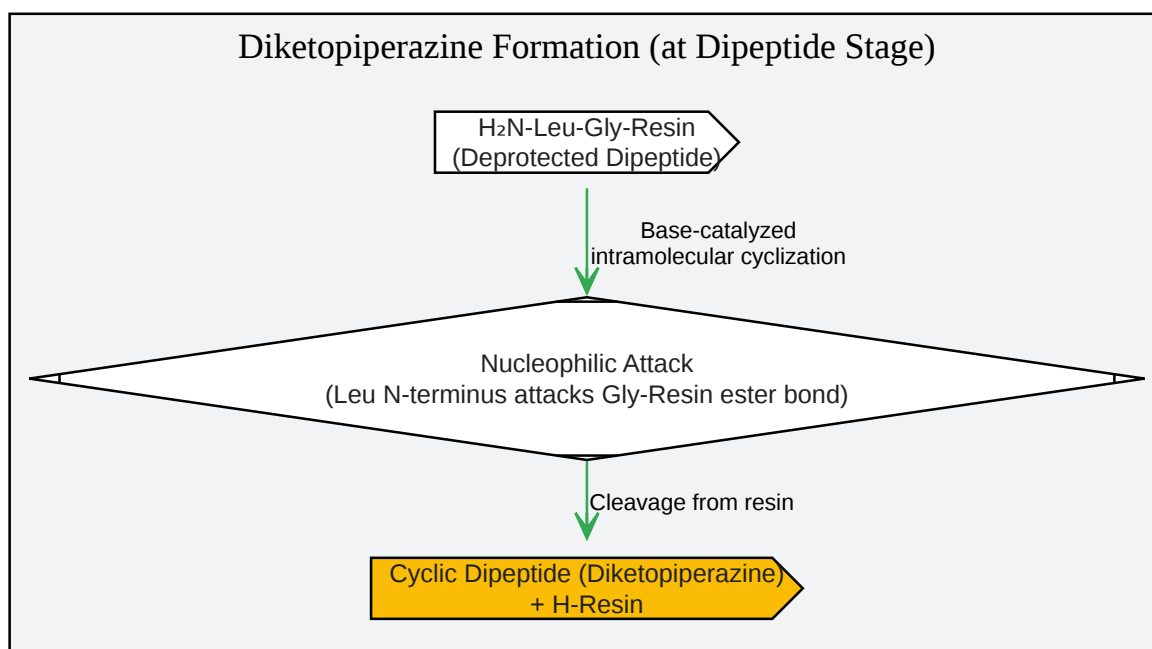 Diketopiperazine Formation (at Dipeptide Stage)
H₂N-Leu-Gly-Resin
(Deprotected Dipeptide)
Base-catalyzed
intramolecular cyclization
Nucleophilic Attack
(Leu N-terminus attacks Gly-Resin ester bond)
Cleavage from resin
Cyclic Dipeptide (Diketopiperazine)
+ H-Resin